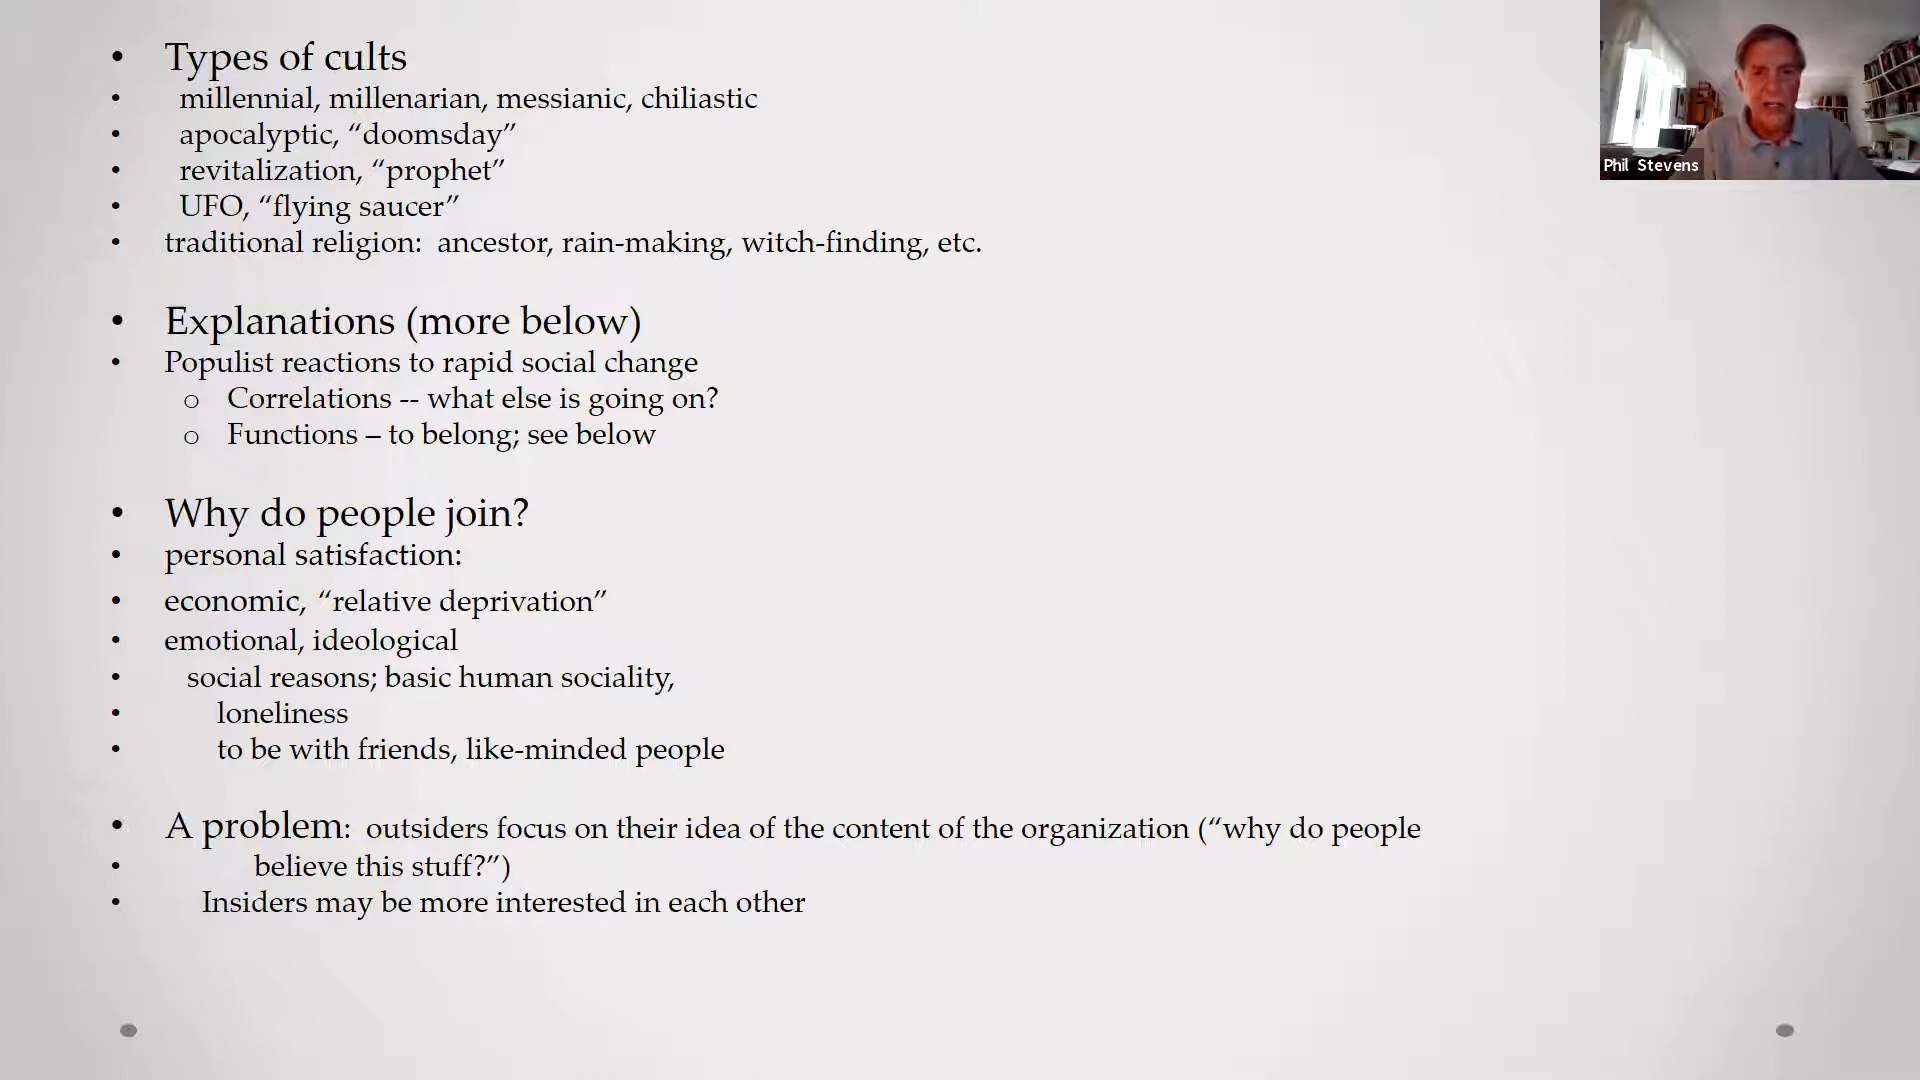 • Types of cults
• millennial, millenarian, messianic, chiliastic
• apocalyptic, “doomsday”
• revitalization, “prophet”
• UFO, “flying saucer”
• traditional religion: ancestor, rain-making, witch-finding, etc.
• Explanations (more below)
• Populist reactions to rapid social change
o Correlations -- what else is going on?
o Functions – to belong; see below
• Why do people join?
• personal satisfaction:
• economic, “relative deprivation”
• emotional, ideological
• social reasons; basic human sociality,
• loneliness
• to be with friends, like-minded people
• A problem: outsiders focus on their idea of the content of the organization (“why do people
• believe this stuff?”)
• Insiders may be more interested in each other
Phil Stevens